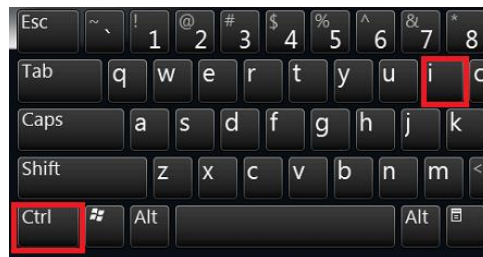 Esc ~ ` ! 1 @ 2 # 3 $ 4 % 5 ^ 6 & 7 * 8
Tab q w e r t y u i
Caps a s d f g h j k
Shift z x c v b n m <
Ctrl Alt Alt